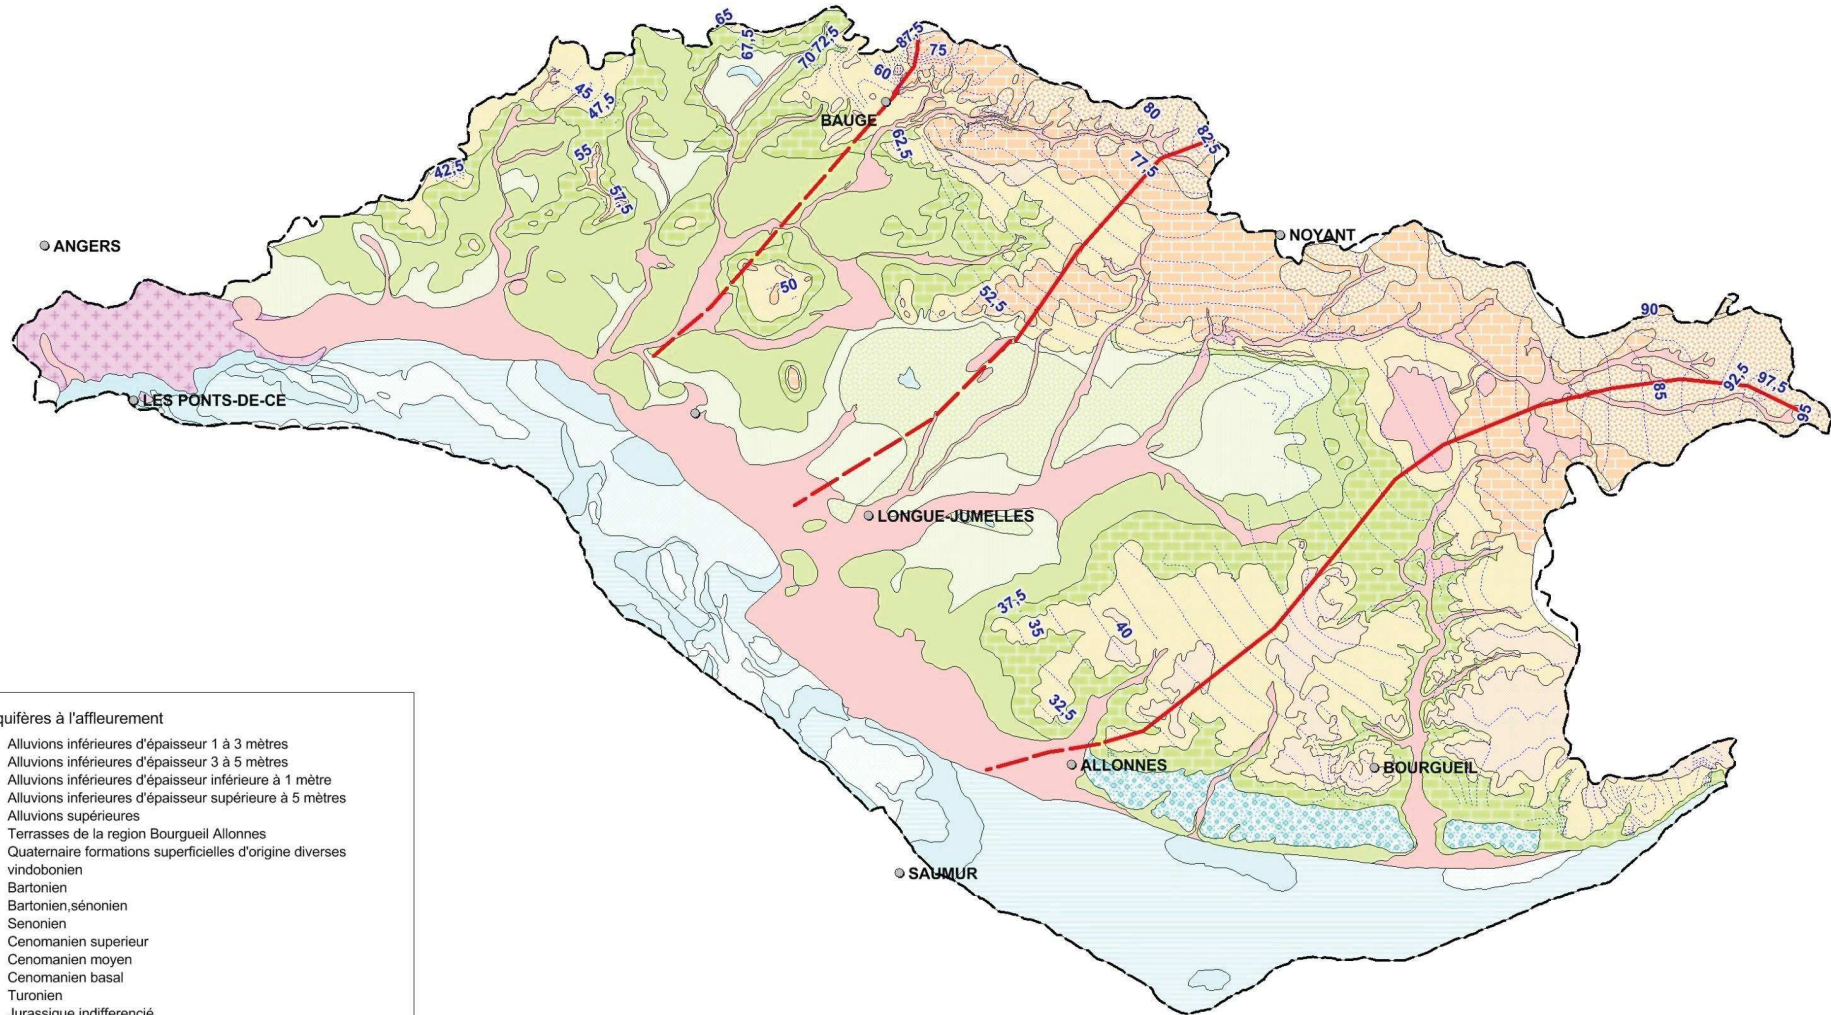 65
67,5
70
72,5
87,5
75
60
45
47,5
80
BAUGE
62,5
82,5
55
77,5
42,5
57,5
NOYANT
ANGERS
50
52,5
90
92,5
97,5
85
95
LES PONTS-DE-CE
LONGUE-JUMELLES
37,5
35
40
32,5
ALLONNES
BOURGUEIL
SAUMUR
quifères à l'affleurement
Alluvions inférieures d'épaisseur 1 à 3 mètres
Alluvions inférieures d'épaisseur 3 à 5 mètres
Alluvions inférieures d'épaisseur inférieure à 1 mètre
Alluvions inferieures d'épaisseur supérieure à 5 mètres
Alluvions supérieures
Terrasses de la region Bourgueil Allonnes
Quaternaire formations superficielles d'origine diverses
vindobonien
Bartonien
Bartonien,sénonien
Senonien
Cenomanien superieur
Cenomanien moyen
Cenomanien basal
Turonien
Jurassique indifferencié